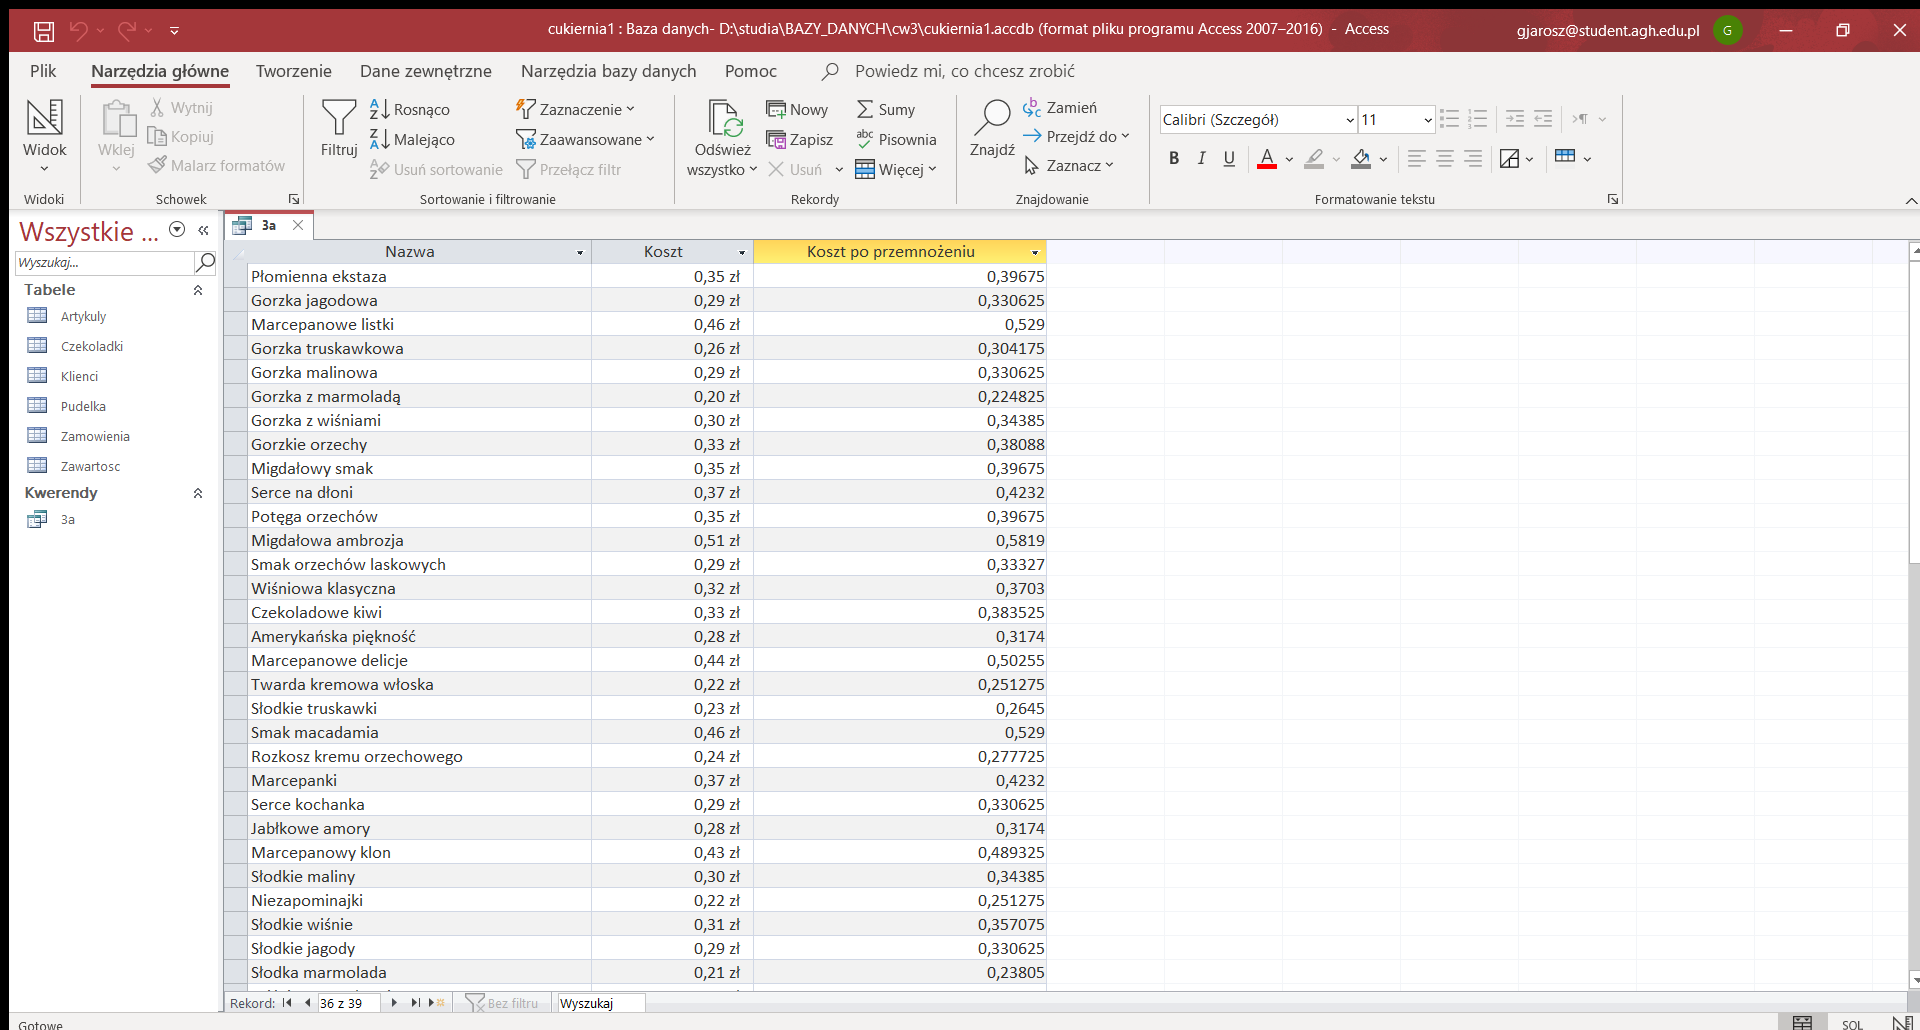 cukiernia1 : Baza danych- D:\studia\BAZY_DANYCH\cw3\cukiernia1.accdb (format pliku programu Access 2007–2016) - Access
gjarosz@student.agh.edu.pl G
Plik Narzędzia główne Tworzenie Dane zewnętrzne Narzędzia bazy danych Pomoc Powiedz mi, co chcesz zrobić
Widok
Widoki
Wklej
Wytnij
Kopiuj
Malarz formatów
Schowek
Filtruj
Rosnąco
Malejąco
Usuń sortowanie
Zaznaczenie
Zaawansowane
Przełącz filtr
Sortowanie i filtrowanie
Odśwież
wszystko
Nowy
Zapisz
Usuń
Sumy
Pisownia
Więcej
Rekordy
Znajdź
Zamień
Przejdź do
Zaznacz
Znajdowanie
Calibri (Szczegół) 11
B I U A
Formatowanie tekstu
Wszystkie ...
Wyszukaj...
Tabele
Artykuly
Czekoladki
Klienci
Pudelka
Zamowienia
Zawartosc
Kwerendy
3a
3a
Nazwa Koszt Koszt po przemnożeniu
Płomienna ekstaza 0,35 zł 0,39675
Gorzka jagodowa 0,29 zł 0,330625
Marcepanowe listki 0,46 zł 0,529
Gorzka truskawkowa 0,26 zł 0,304175
Gorzka malinowa 0,29 zł 0,330625
Gorzka z marmoladą 0,20 zł 0,224825
Gorzka z wiśniami 0,30 zł 0,34385
Gorzkie orzechy 0,33 zł 0,38088
Migdałowy smak 0,35 zł 0,39675
Serce na dłoni 0,37 zł 0,4232
Potęga orzechów 0,35 zł 0,39675
Migdałowa ambrozja 0,51 zł 0,5819
Smak orzechów laskowych 0,29 zł 0,33327
Wiśniowa klasyczna 0,32 zł 0,3703
Czekoladowe kiwi 0,33 zł 0,383525
Amerykańska piękność 0,28 zł 0,3174
Marcepanowe delicje 0,44 zł 0,50255
Twarda kremowa włoska 0,22 zł 0,251275
Słodkie truskawki 0,23 zł 0,2645
Smak macadamia 0,46 zł 0,529
Rozkosz kremu orzechowego 0,24 zł 0,277725
Marcepanki 0,37 zł 0,4232
Serce kochanka 0,29 zł 0,330625
Jabłkowe amory 0,28 zł 0,3174
Marcepanowy klon 0,43 zł 0,489325
Słodkie maliny 0,30 zł 0,34385
Niezapominajki 0,22 zł 0,251275
Słodkie wiśnie 0,31 zł 0,357075
Słodkie jagody 0,29 zł 0,330625
Słodka marmolada 0,21 zł 0,23805
Rekord: 36 z 39 Bez filtru Wyszukaj
Gotowe SQL